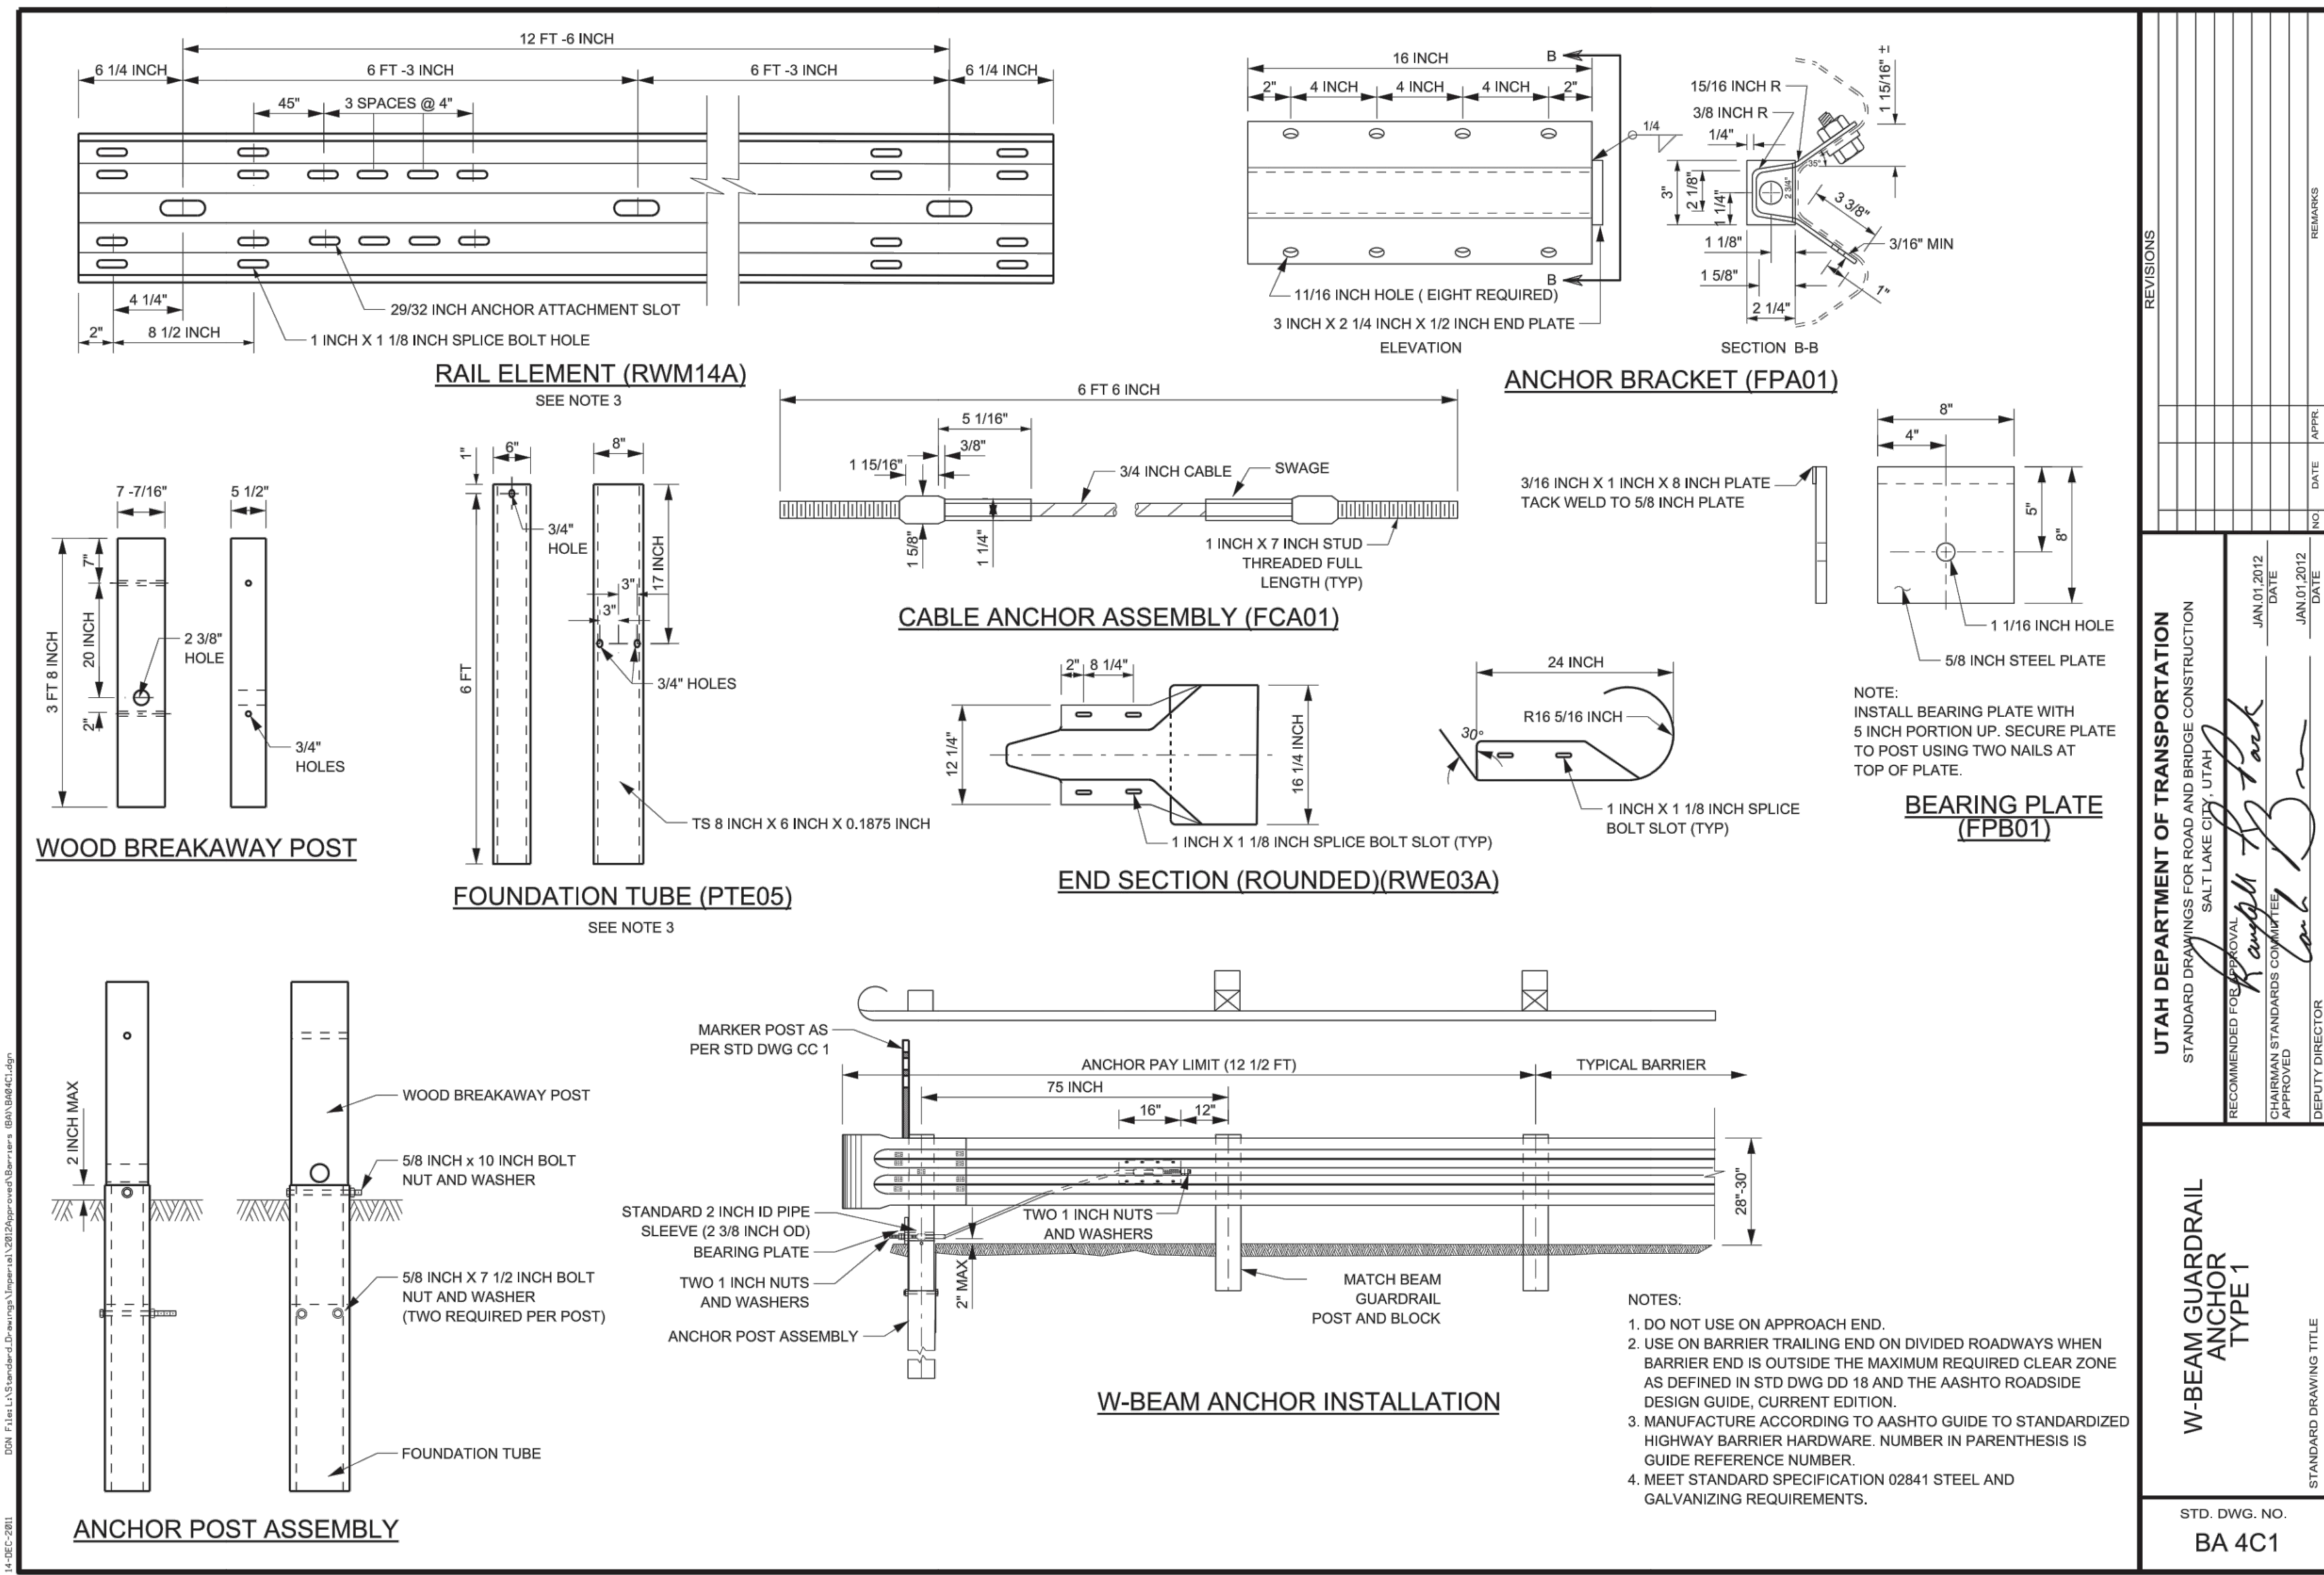 12 FT -6 INCH
6 1/4 INCH
6 FT -3 INCH
6 FT -3 INCH
6 1/4 INCH
45"
3 SPACES @ 4"
4 1/4"
2"
8 1/2 INCH
29/32 INCH ANCHOR ATTACHMENT SLOT
1 INCH X 1 1/8 INCH SPLICE BOLT HOLE
RAIL ELEMENT (RWM14A)
SEE NOTE 3
16 INCH
B
2"
4 INCH
4 INCH
4 INCH
2"
1/4
B
11/16 INCH HOLE ( EIGHT REQUIRED)
3 INCH X 2 1/4 INCH X 1/2 INCH END PLATE
ELEVATION
15/16 INCH R
3/8 INCH R
1/4"
1 15/16" ±
35°
3"
2 1/8"
1 1/4"
2 3/4"
3 3/8"
3/16" MIN
1 1/8"
1 5/8"
2 1/4"
1"
SECTION B-B
ANCHOR BRACKET (FPA01)
7 -7/16"
5 1/2"
3 FT 8 INCH
7"
20 INCH
2"
2 3/8"
HOLE
3/4"
HOLES
WOOD BREAKAWAY POST
1"
6"
8"
3/4"
HOLE
17 INCH
3"
3"
6 FT
3/4" HOLES
TS 8 INCH X 6 INCH X 0.1875 INCH
FOUNDATION TUBE (PTE05)
SEE NOTE 3
6 FT 6 INCH
5 1/16"
3/8"
1 15/16"
3/4 INCH CABLE
SWAGE
1 5/8"
1 1/4"
1 INCH X 7 INCH STUD
THREADED FULL
LENGTH (TYP)
CABLE ANCHOR ASSEMBLY (FCA01)
8"
4"
3/16 INCH X 1 INCH X 8 INCH PLATE
TACK WELD TO 5/8 INCH PLATE
5"
8"
1 1/16 INCH HOLE
5/8 INCH STEEL PLATE
NOTE:
INSTALL BEARING PLATE WITH
5 INCH PORTION UP. SECURE PLATE
TO POST USING TWO NAILS AT
TOP OF PLATE.
BEARING PLATE
(FPB01)
2"
8 1/4"
12 1/4"
16 1/4 INCH
1 INCH X 1 1/8 INCH SPLICE BOLT SLOT (TYP)
24 INCH
R16 5/16 INCH
30°
1 INCH X 1 1/8 INCH SPLICE
BOLT SLOT (TYP)
END SECTION (ROUNDED)(RWE03A)
2 INCH MAX
WOOD BREAKAWAY POST
5/8 INCH x 10 INCH BOLT
NUT AND WASHER
5/8 INCH X 7 1/2 INCH BOLT
NUT AND WASHER
(TWO REQUIRED PER POST)
FOUNDATION TUBE
ANCHOR POST ASSEMBLY
MARKER POST AS
PER STD DWG CC 1
ANCHOR PAY LIMIT (12 1/2 FT)
TYPICAL BARRIER
75 INCH
16"
12"
28"-30"
STANDARD 2 INCH ID PIPE
SLEEVE (2 3/8 INCH OD)
BEARING PLATE
TWO 1 INCH NUTS
AND WASHERS
ANCHOR POST ASSEMBLY
TWO 1 INCH NUTS
AND WASHERS
2" MAX
MATCH BEAM
GUARDRAIL
POST AND BLOCK
W-BEAM ANCHOR INSTALLATION
NOTES:
1. DO NOT USE ON APPROACH END.
2. USE ON BARRIER TRAILING END ON DIVIDED ROADWAYS WHEN
BARRIER END IS OUTSIDE THE MAXIMUM REQUIRED CLEAR ZONE
AS DEFINED IN STD DWG DD 18 AND THE AASHTO ROADSIDE
DESIGN GUIDE, CURRENT EDITION.
3. MANUFACTURE ACCORDING TO AASHTO GUIDE TO STANDARDIZED
HIGHWAY BARRIER HARDWARE. NUMBER IN PARENTHESIS IS
GUIDE REFERENCE NUMBER.
4. MEET STANDARD SPECIFICATION 02841 STEEL AND
GALVANIZING REQUIREMENTS.
REVISIONS
NO.
DATE
APPR.
REMARKS
UTAH DEPARTMENT OF TRANSPORTATION
STANDARD DRAWINGS FOR ROAD AND BRIDGE CONSTRUCTION
SALT LAKE CITY, UTAH
RECOMMENDED FOR APPROVAL
JAN.01,2012
DATE
CHAIRMAN STANDARDS COMMITTEE
APPROVED
JAN.01,2012
DATE
DEPUTY DIRECTOR
W-BEAM GUARDRAIL
ANCHOR
TYPE 1
STANDARD DRAWING TITLE
STD. DWG. NO.
BA 4C1
14-DEC-2011
DGN File: L:\Standard_Drawings\Imperial\2012Approved\Barriers (BA)\BA04C1.dgn